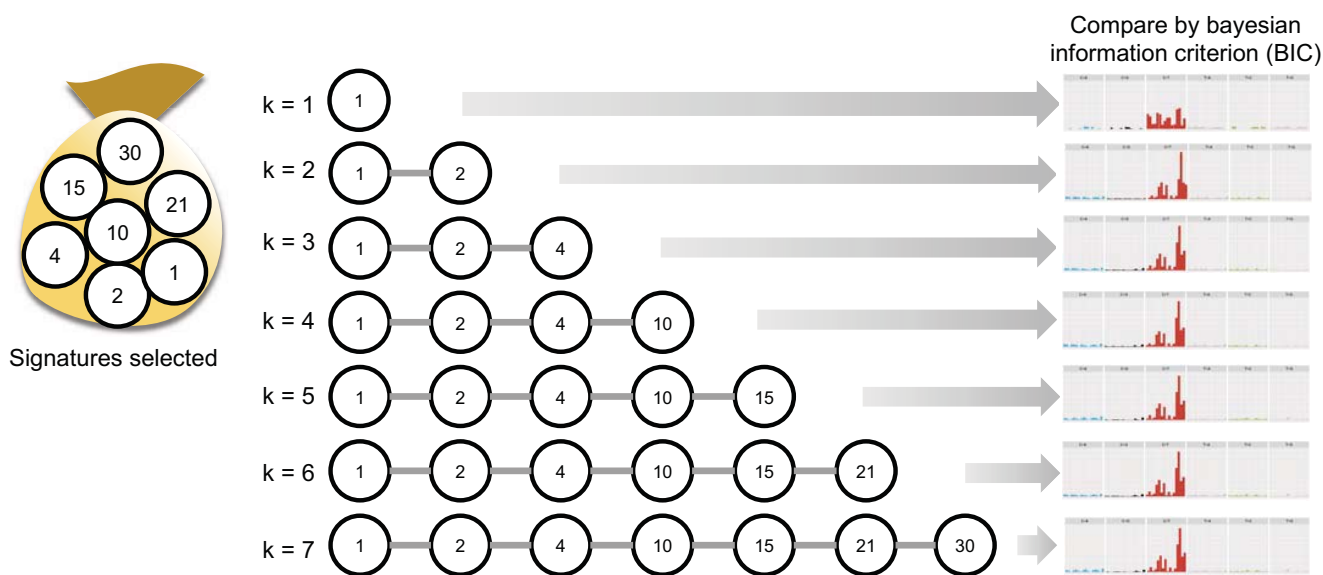 Compare by bayesian
information criterion (BIC)
30
15
21
10
4
1
2
Signatures selected
k = 1
1
k = 2
1 2
k = 3
1 2 4
k = 4
1 2 4 10
k = 5
1 2 4 10 15
k = 6
1 2 4 10 15 21
k = 7
1 2 4 10 15 21 30